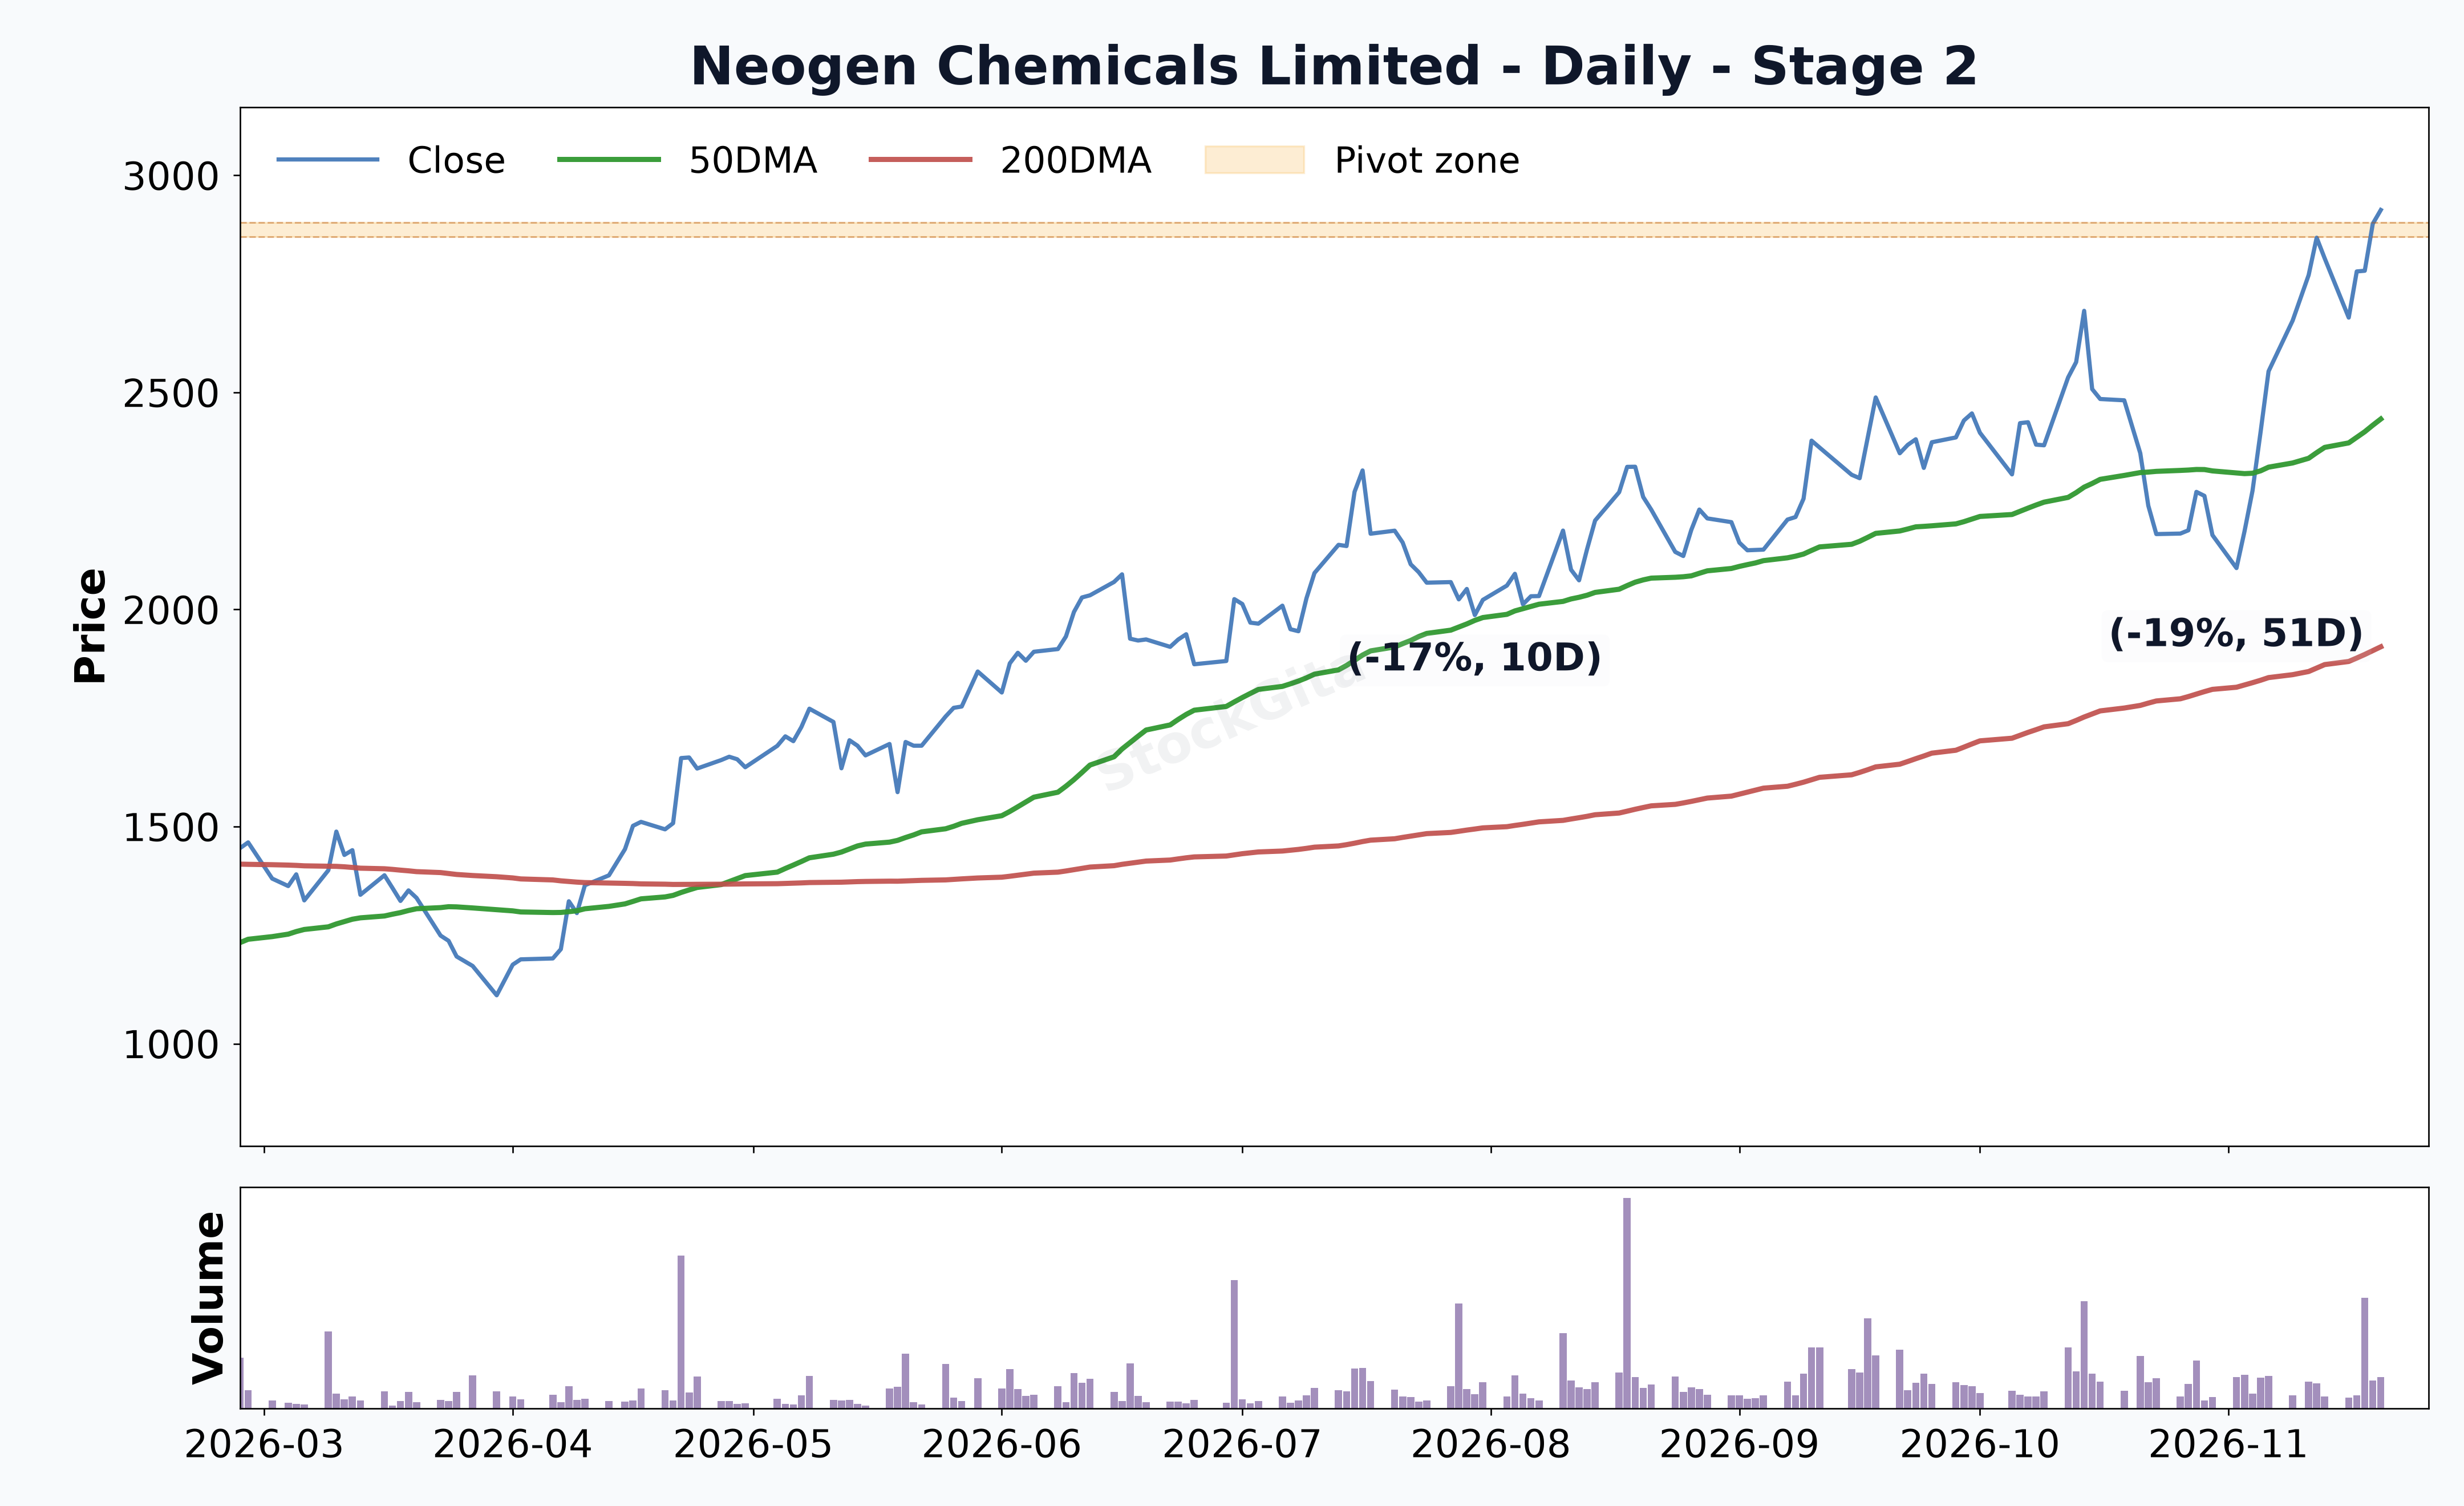 Neogen Chemicals Limited - Daily - Stage 2
Close 50DMA 200DMA Pivot zone
3000
2500
2000
1500
1000
Price
(-17%, 10D)
(-19%, 51D)
Volume
2026-03 2026-04 2026-05 2026-06 2026-07 2026-08 2026-09 2026-10 2026-11